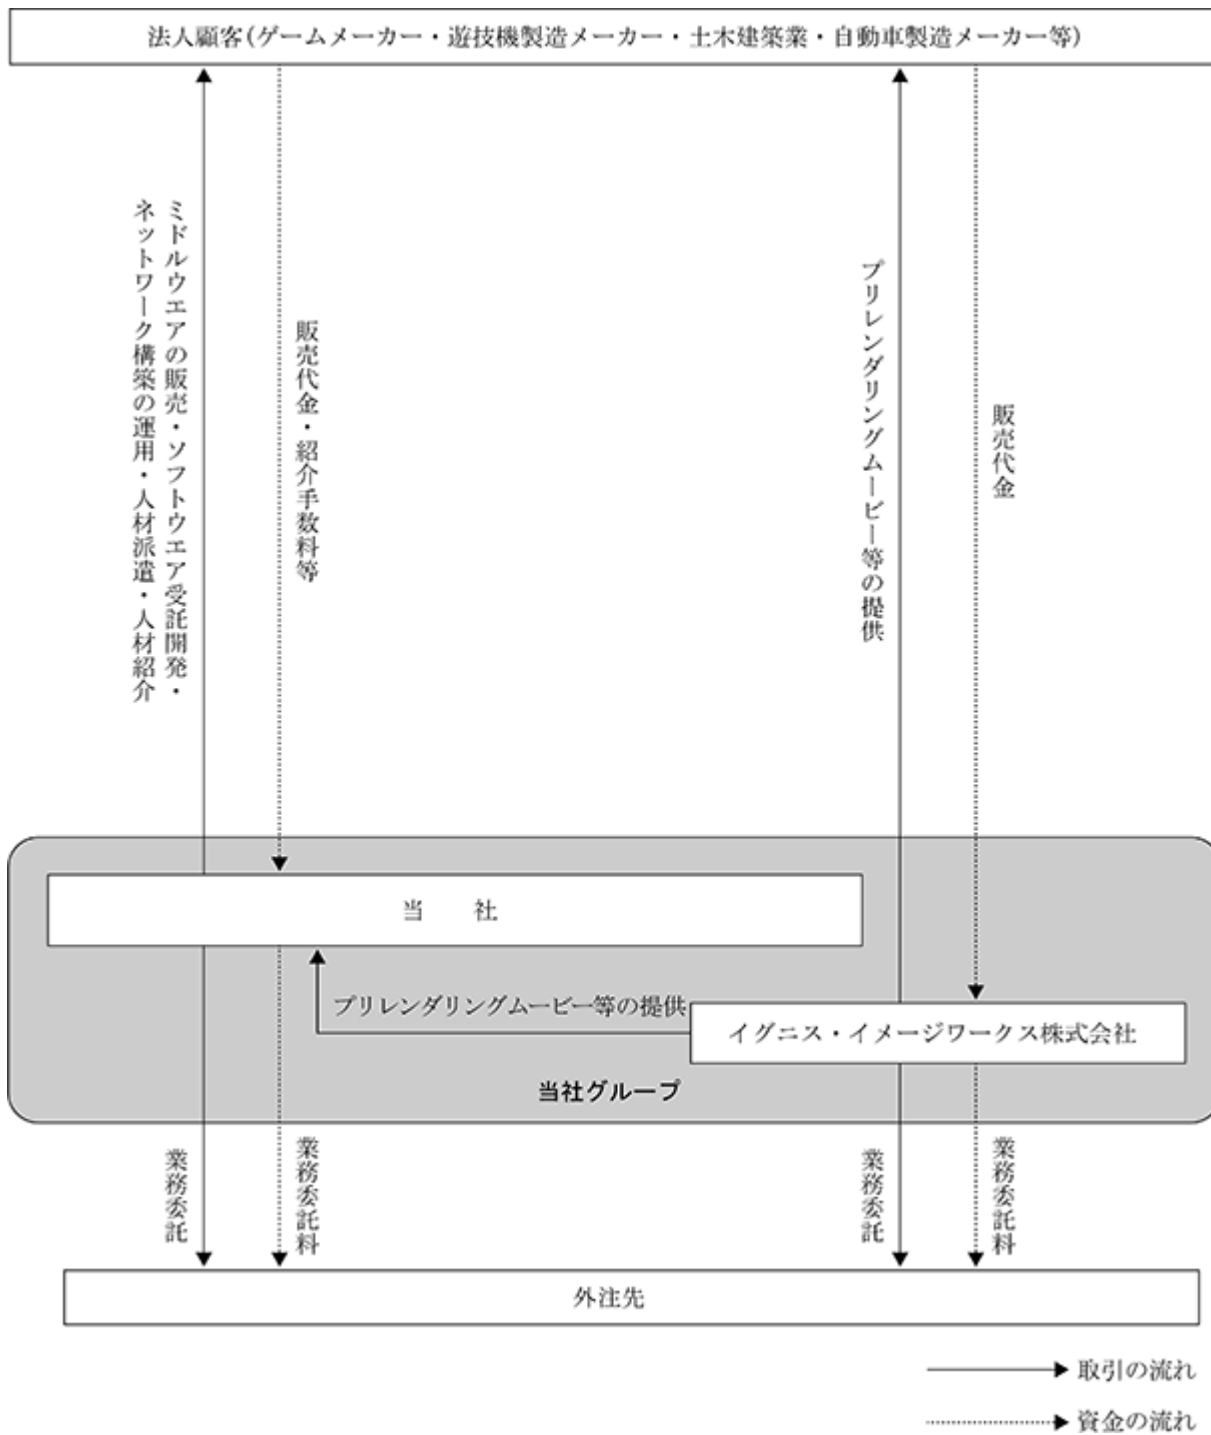 法人顧客(ゲームメーカー・遊技機製造メーカー・土木建築業・自動車製造メーカー等)
ミドルウエアの販売・ソフトウエア受託開発・
ネットワーク構築の運用・人材派遣・人材紹介
販売代金・紹介手数料等
プリレンダリングムービー等の提供
販売代金
当　社
プリレンダリングムービー等の提供
イグニス・イメージワークス株式会社
当社グループ
業務委託
業務委託料
業務委託
業務委託料
外注先
取引の流れ
資金の流れ